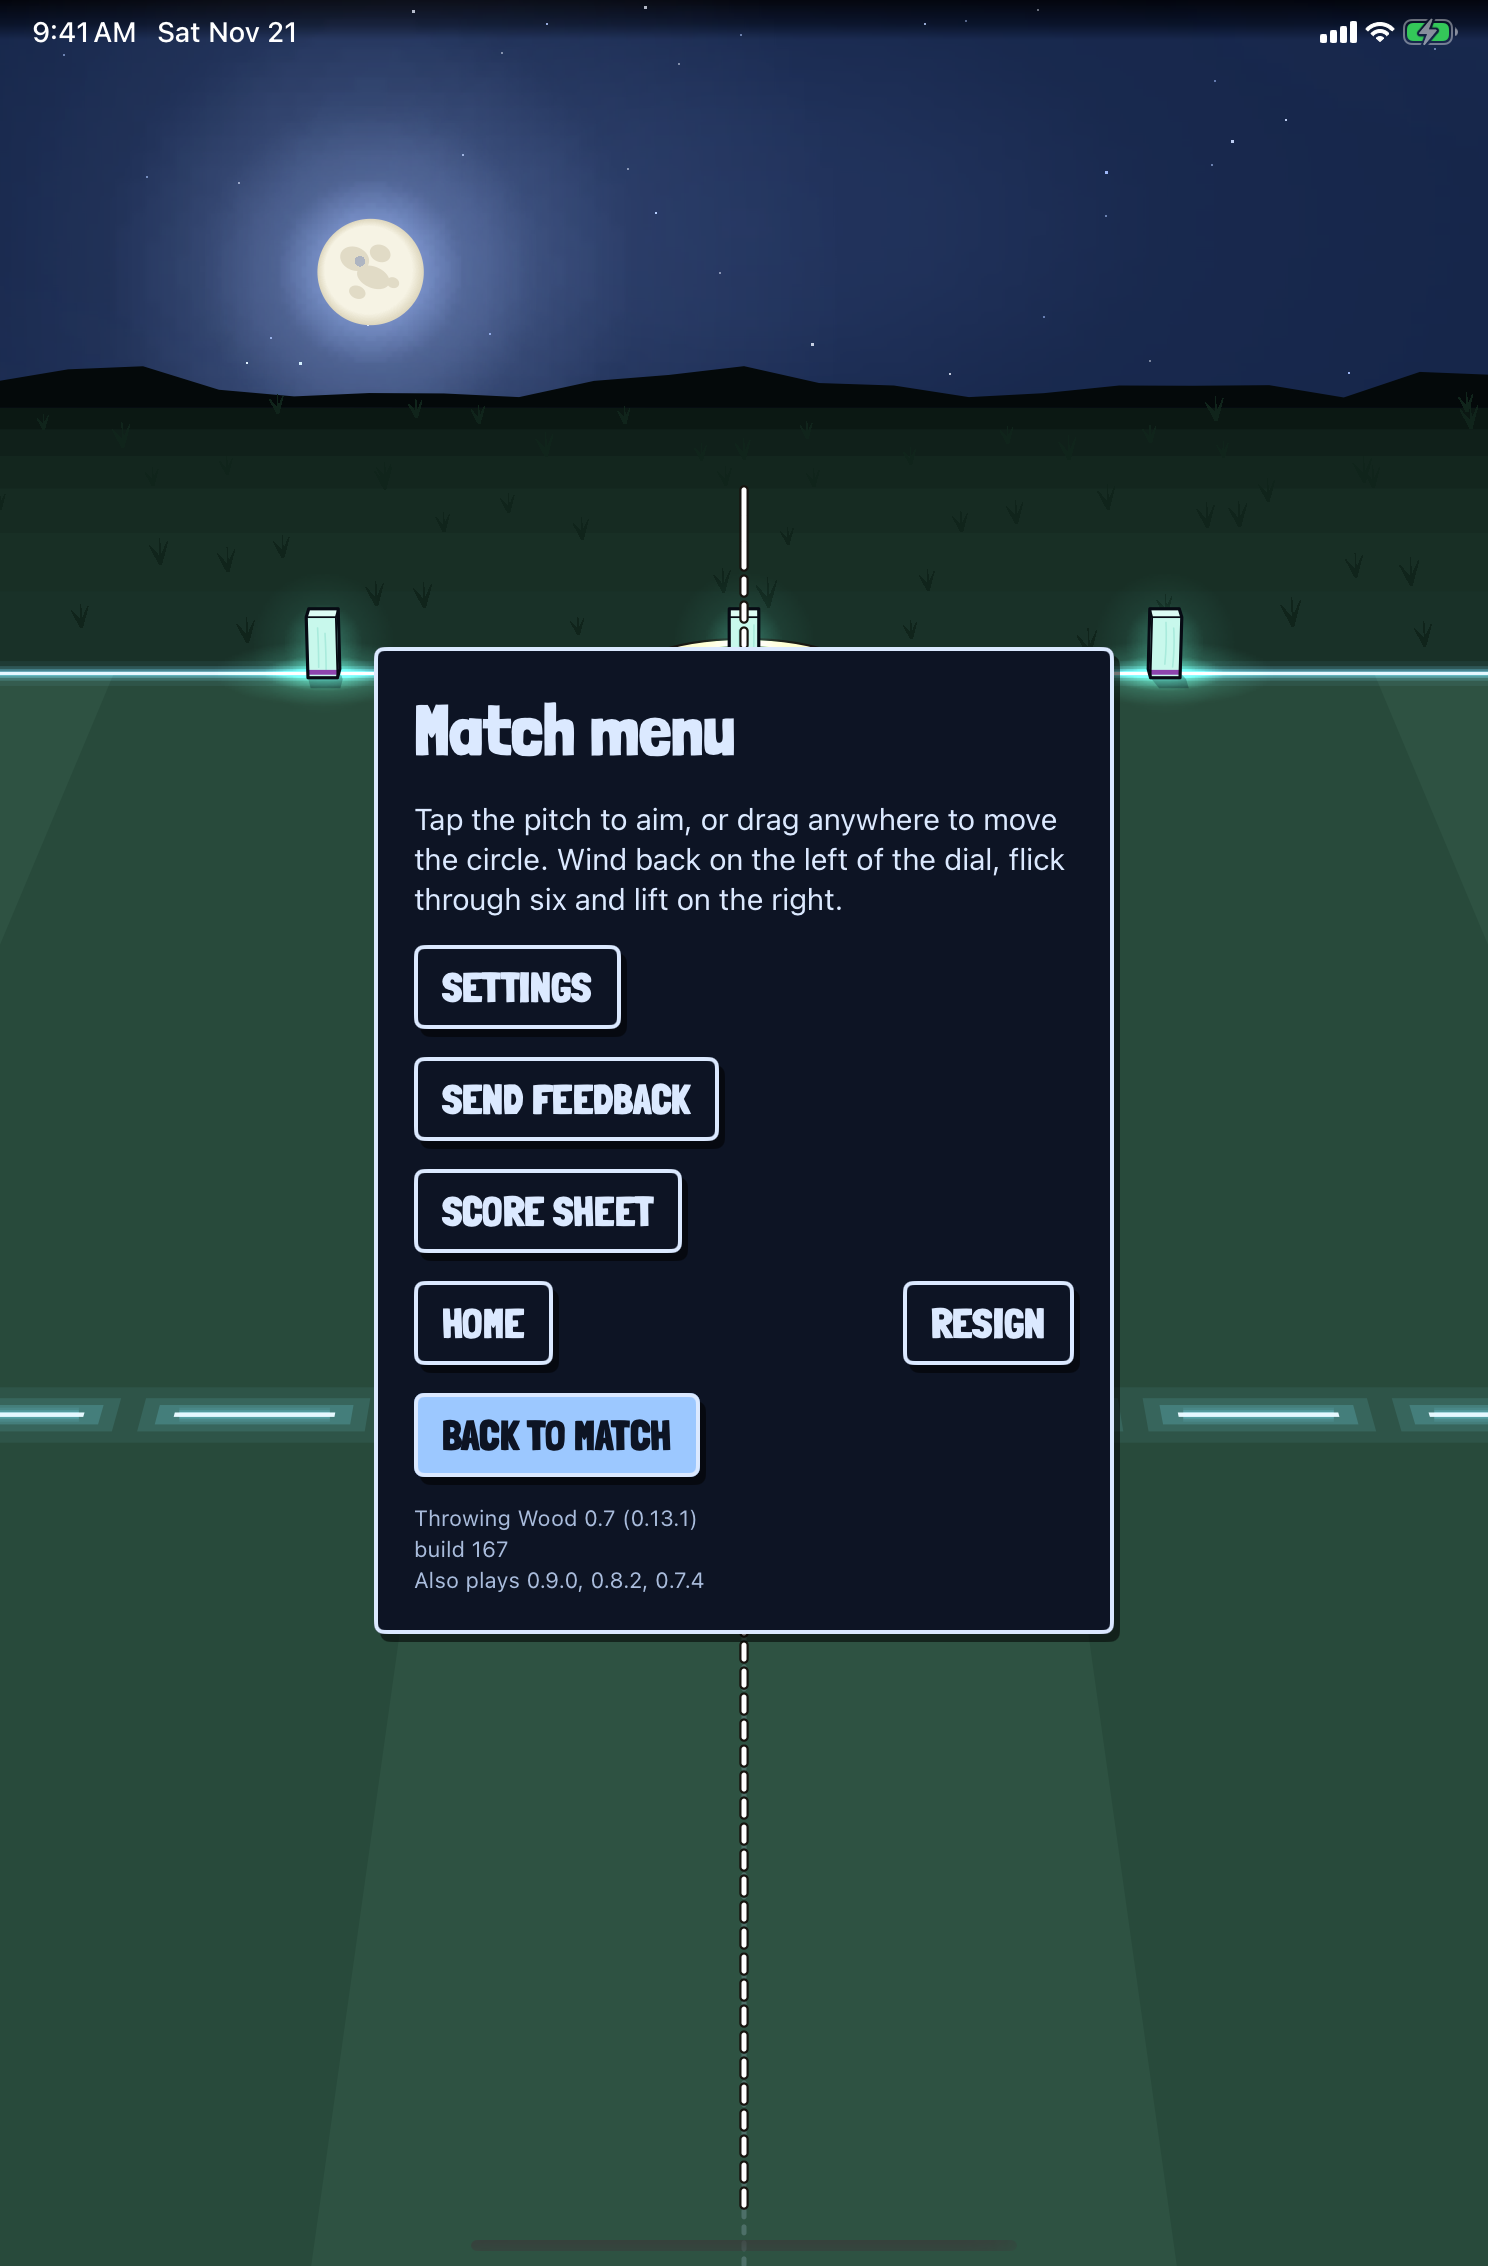 9:41 AM Sat Nov 21
Match menu
Tap the pitch to aim, or drag anywhere to move
the circle. Wind back on the left of the dial, flick
through six and lift on the right.
SETTINGS
SEND FEEDBACK
SCORE SHEET
HOME RESIGN
BACK TO MATCH
Throwing Wood 0.7 (0.13.1)
build 167
Also plays 0.9.0, 0.8.2, 0.7.4